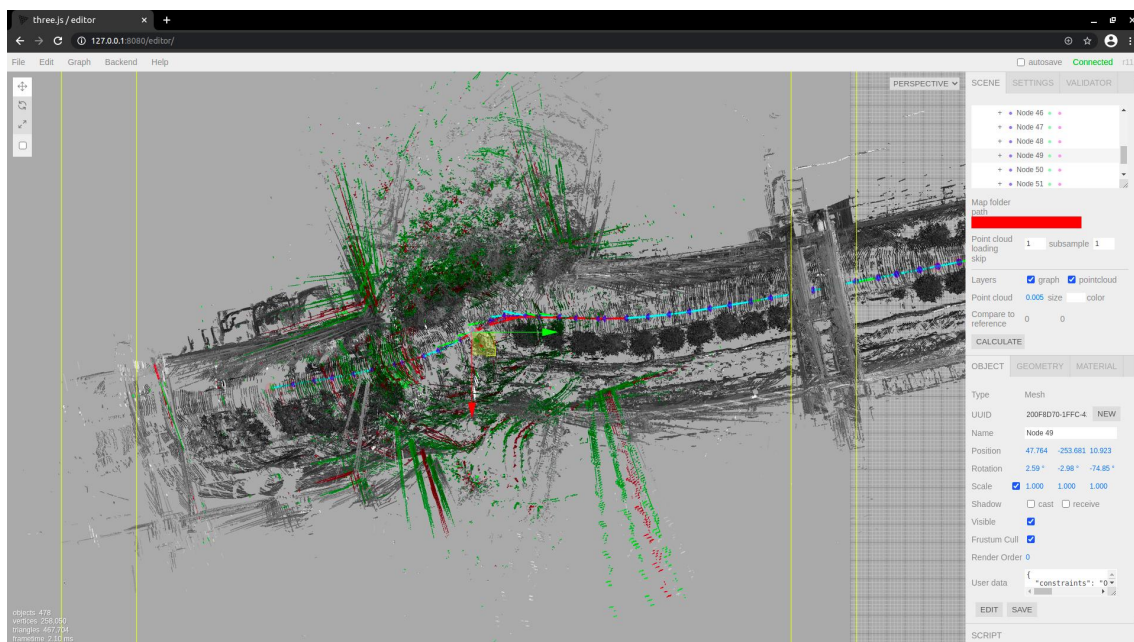 three.js / editor × +
127.0.0.1:8080/editor/
File Edit Graph Backend Help
autosave Connected r11
PERSPECTIVE
SCENE SETTINGS VALIDATOR
+ Node 46
+ Node 47
+ Node 48
+ Node 49
+ Node 50
+ Node 51
Map folder
path
Point cloud
loading
skip
1 subsample 1
Layers graph pointcloud
Point cloud 0.005 size color
Compare to
reference
0 0
CALCULATE
OBJECT GEOMETRY MATERIAL
Type Mesh
UUID 200F8D70-1FFC-4: NEW
Name Node 49
Position 47.764 -253.681 10.923
Rotation 2.59 ° -2.98 ° -74.85 °
Scale 1.000 1.000 1.000
Shadow cast receive
Visible
Frustum Cull
Render Order 0
User data
{
"constraints": "0
EDIT SAVE
SCRIPT
objects 478
vertices 258,050
triangles 467,704
frametime 2.10 ms